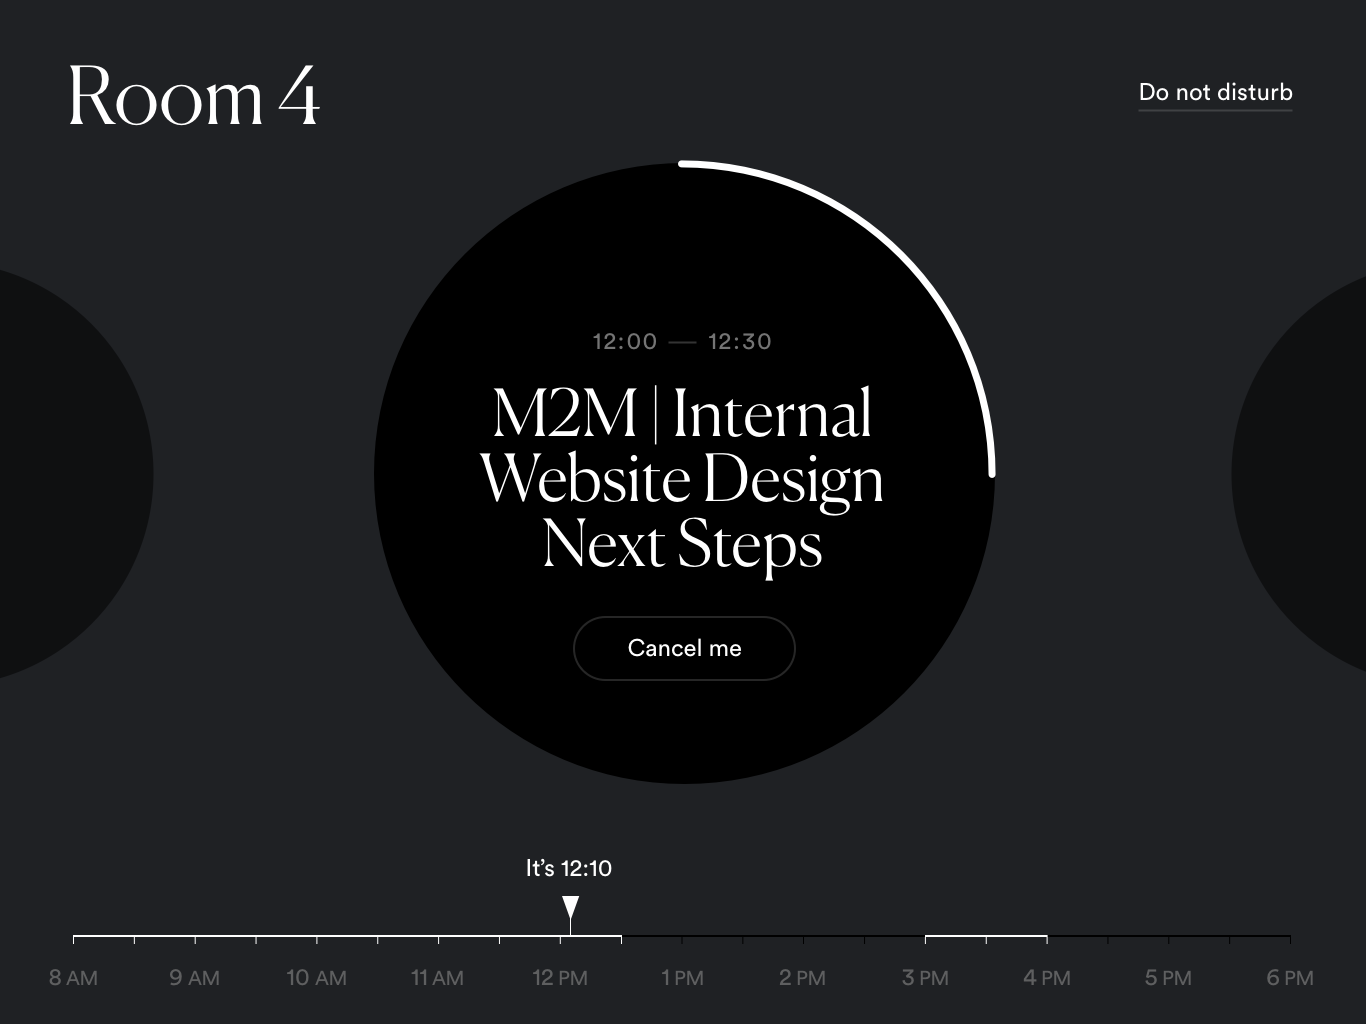 Room 4
Do not disturb
12:00 — 12:30
M2M | Internal
Website Design
Next Steps
Cancel me
It’s 12:10
8 AM 9 AM 10 AM 11 AM 12 PM 1 PM 2 PM 3 PM 4 PM 5 PM 6 PM